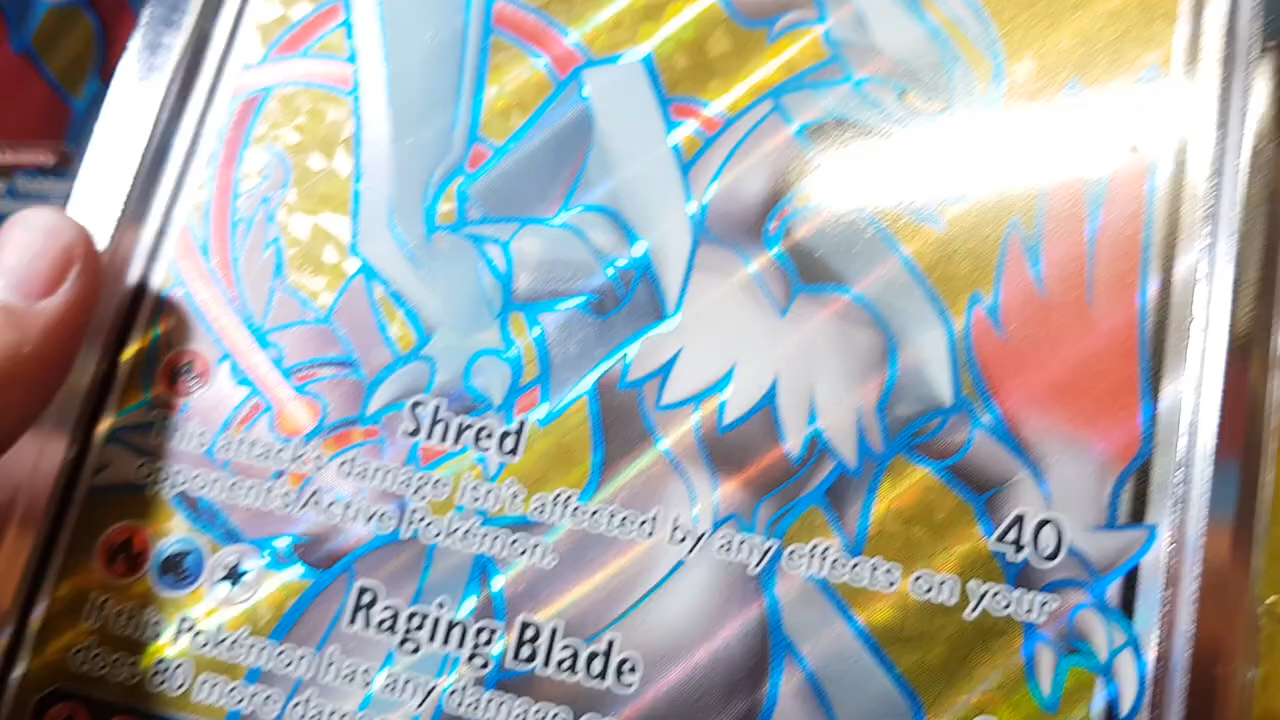 Shred 40
This attack's damage isn't affected by any effects on your
opponent's Active Pokémon.
Raging Blade
If this Pokémon has any damage
does 80 more damage